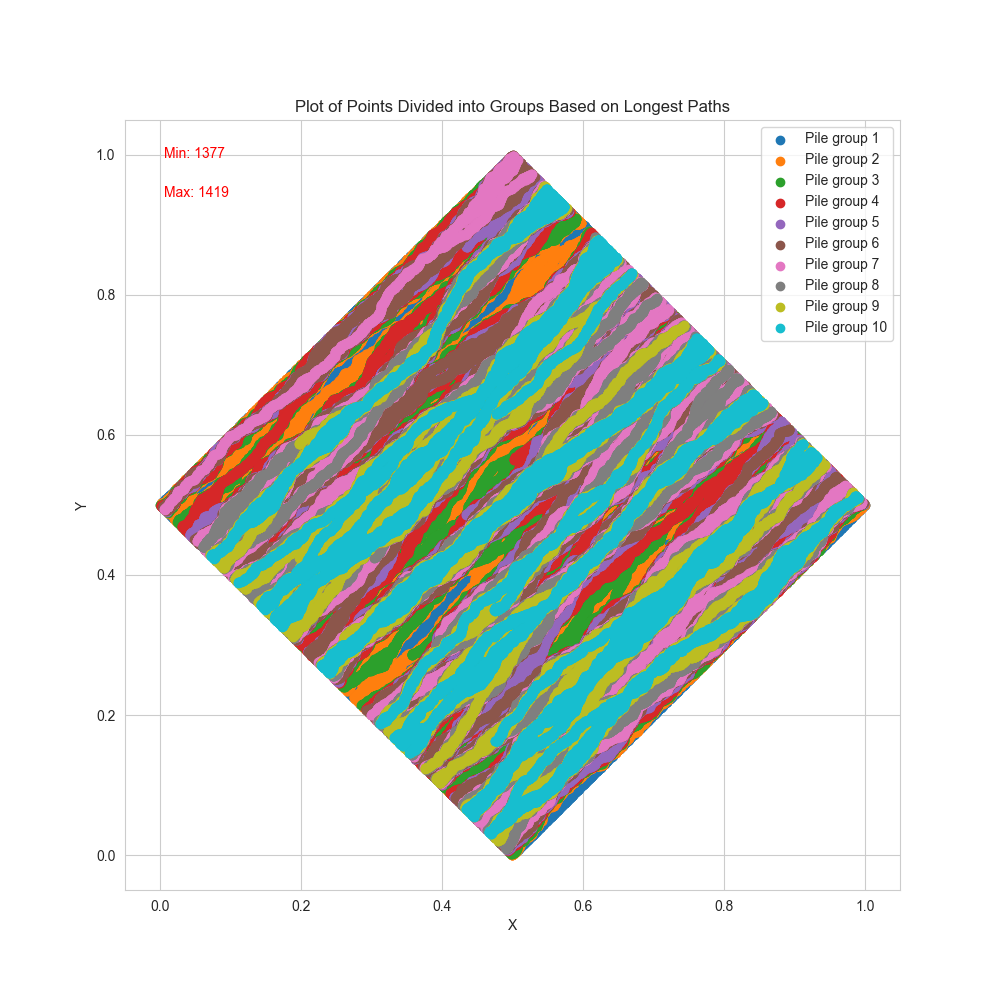 Plot of Points Divided into Groups Based on Longest Paths
Min: 1377
Max: 1419
Pile group 1
Pile group 2
Pile group 3
Pile group 4
Pile group 5
Pile group 6
Pile group 7
Pile group 8
Pile group 9
Pile group 10
Y
1.0
0.8
0.6
0.4
0.2
0.0
0.0 0.2 0.4 0.6 0.8 1.0
X